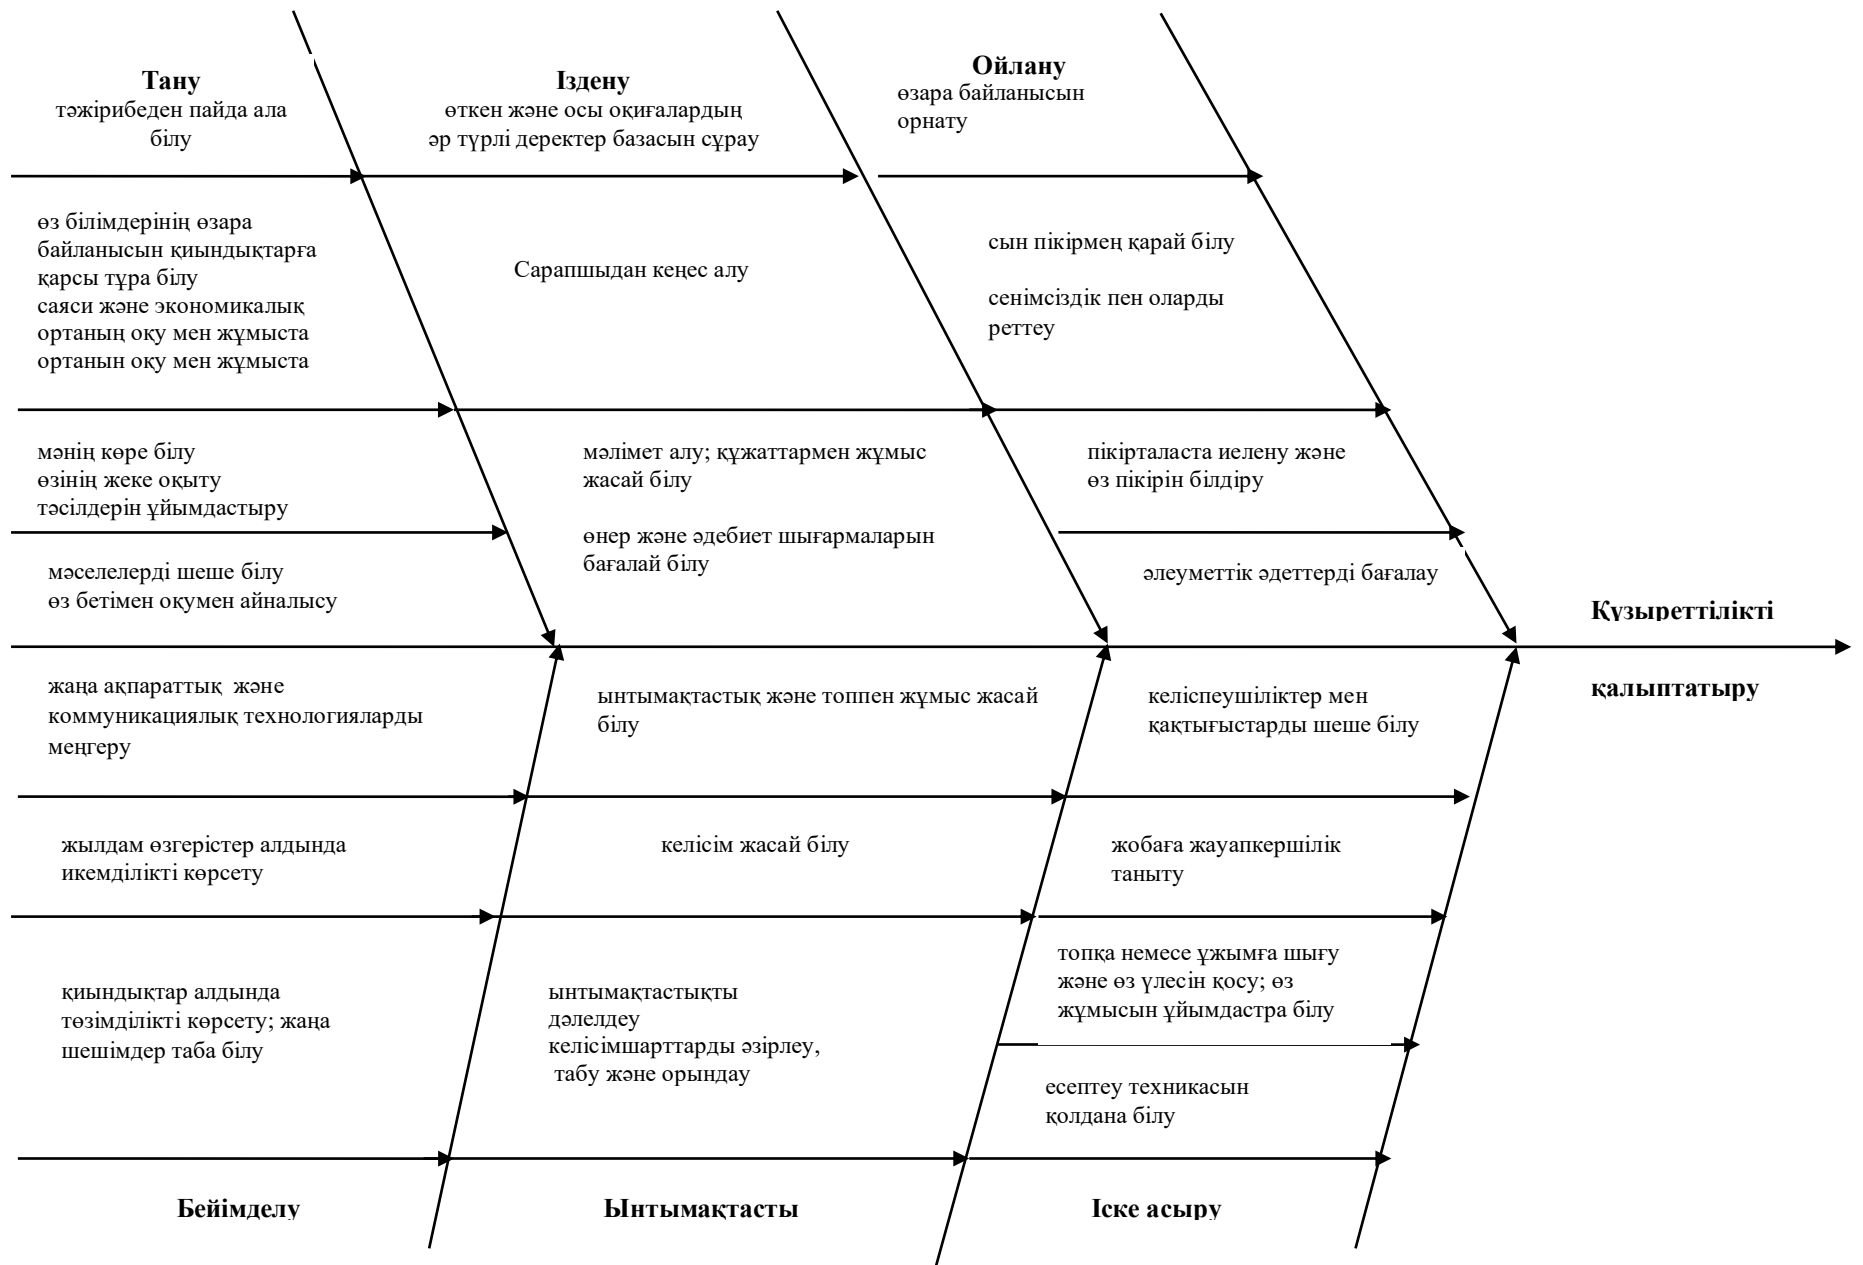 Тану
тәжірибеден пайда ала
білу
Іздену
өткен және осы оқиғалардың
әр түрлі деректер базасын сұрау
Ойлану
өзара байланысын
орнату
өз білімдерінің өзара
байланысын қиындықтарға
қарсы тұра білу
саяси және экономикалық
ортаның оқу мен жұмыста
ортанын оқу мен жұмыста
Сарапшыдан кеңес алу
сын пікірмең қарай білу
сенімсіздік пен оларды
реттеу
мәнің көре білу
өзінің жеке оқыту
тәсілдерін ұйымдастыру
мәлімет алу; құжаттармен жұмыс
жасай білу
өнер және әдебиет шығармаларын
бағалай білу
пікірталаста иелену және
өз пікірін білдіру
мәселелерді шеше білу
өз бетімен оқумен айналысу
әлеуметтік әдеттерді бағалау
Құзыреттілікті
қалыптатыру
жаңа ақпараттық  және
коммуникациялық технологияларды
меңгеру
ынтымақтастық және топпен жұмыс жасай
білу
келіспеушіліктер мен
қақтығыстарды шеше білу
жылдам өзгерістер алдында
икемділікті көрсету
келісім жасай білу
жобаға жауапкершілік
таныту
қиындықтар алдында
төзімділікті көрсету; жаңа
шешімдер таба білу
ынтымақтастықты
дәлелдеу
келісімшарттарды әзірлеу,
табу және орындау
топқа немесе ұжымға шығу
және өз үлесін қосу; өз
жұмысын ұйымдастра білу
есептеу техникасын
қолдана білу
Бейімделу
Ынтымақтасты
Іске асыру